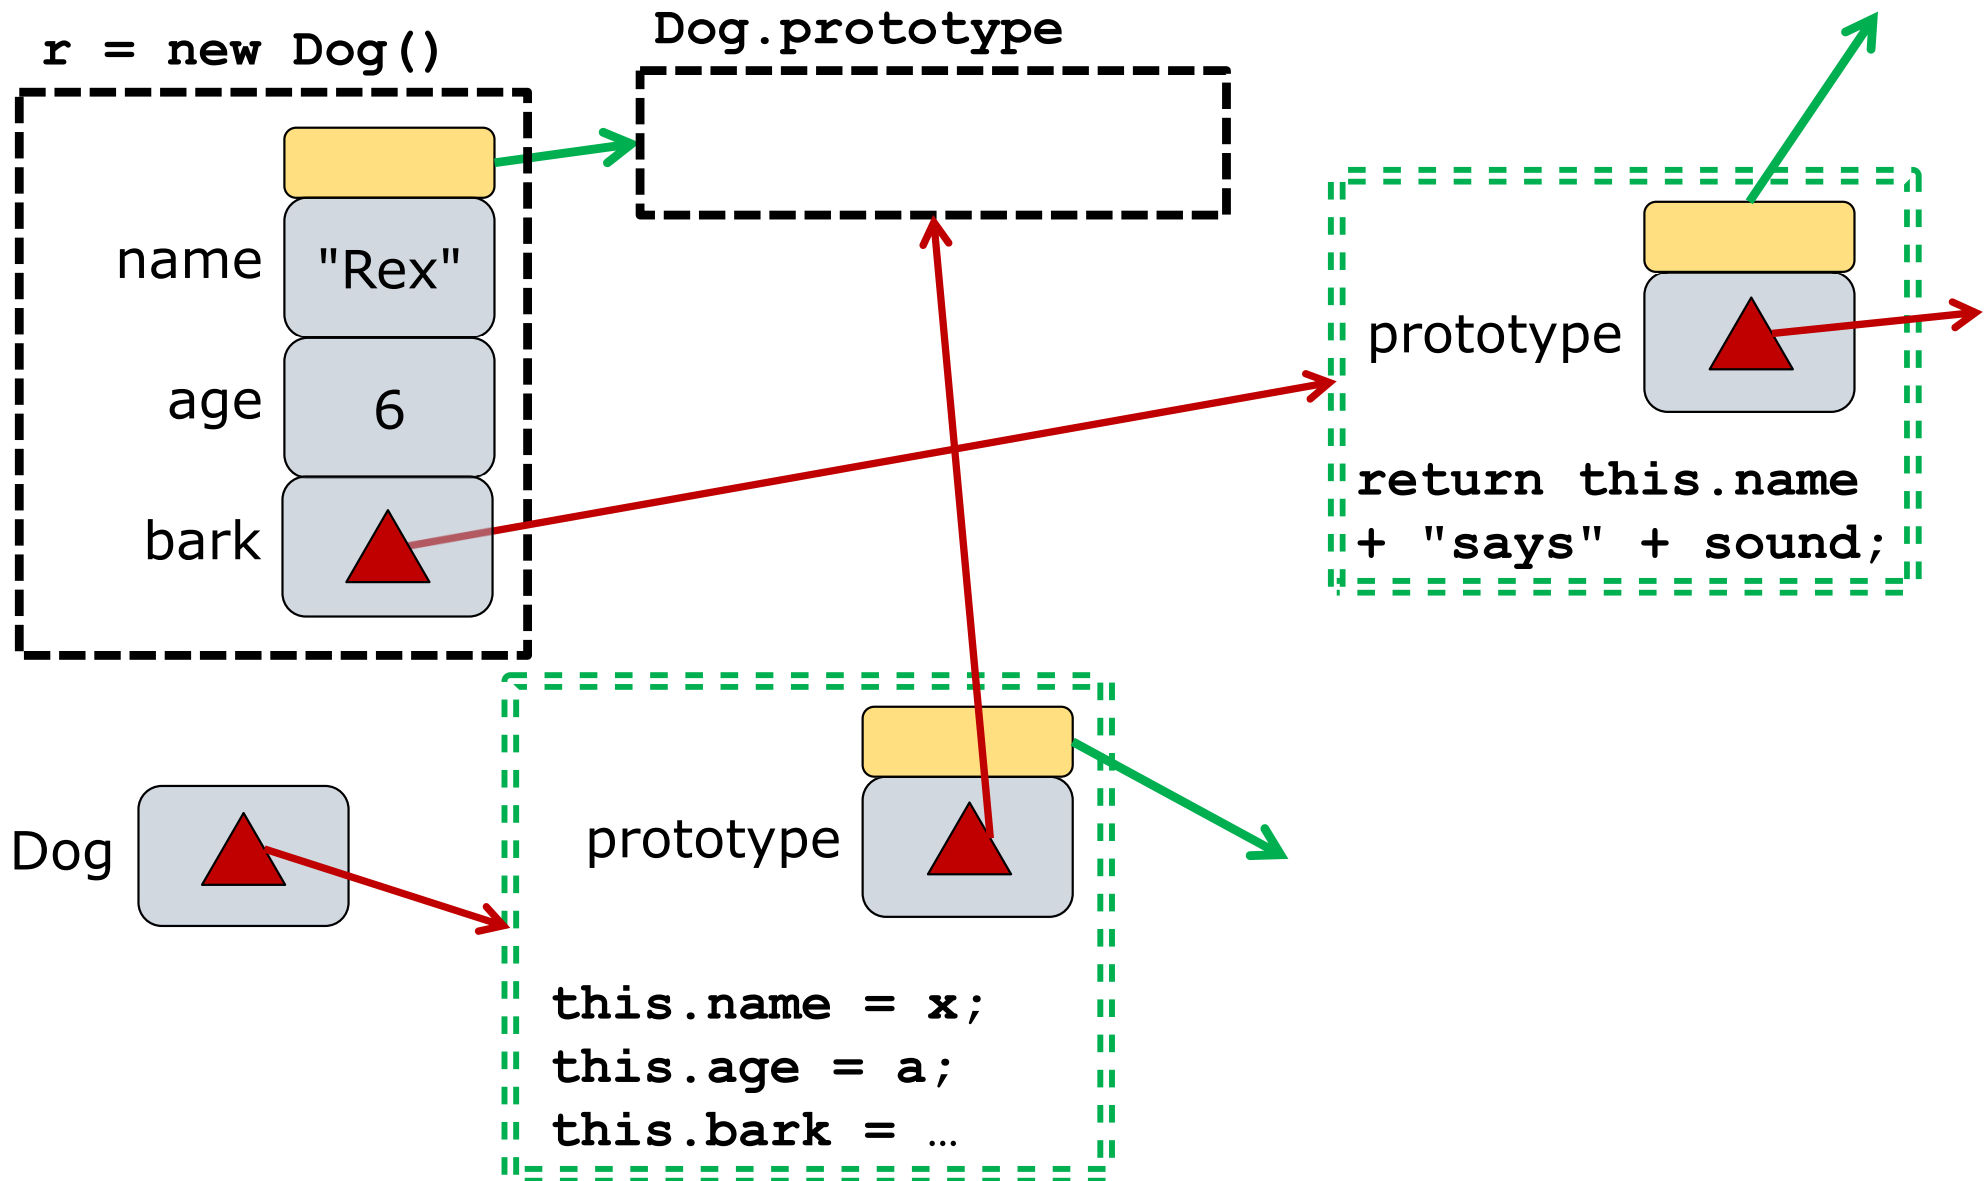 r = new Dog()
Dog.prototype
name
"Rex"
age
6
bark
prototype
return this.name
+ "says" + sound;
Dog
prototype
this.name = x;
this.age = a;
this.bark = …